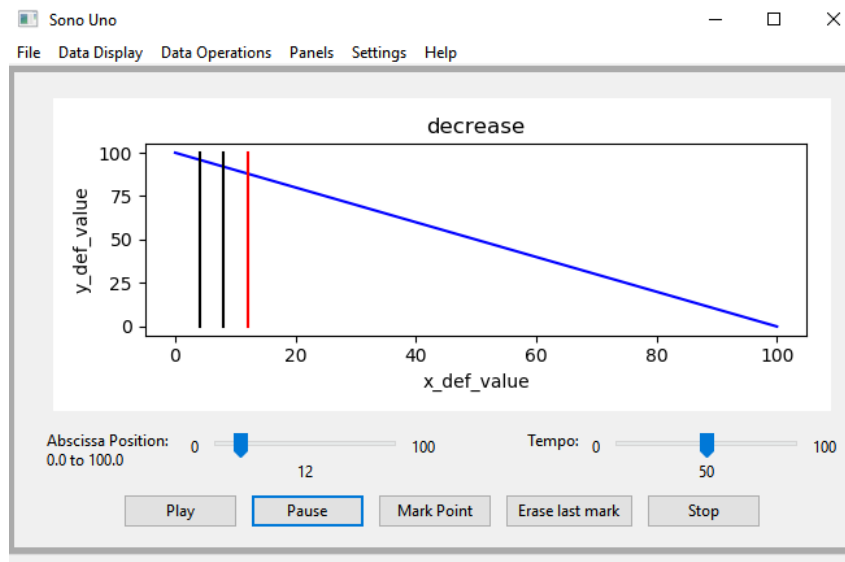 Sono Uno
File Data Display Data Operations Panels Settings Help
decrease
100
75
50
25
0
y_def_value
0 20 40 60 80 100
x_def_value
Abscissa Position: 0 100
0.0 to 100.0
12
Tempo: 0 100
50
Play Pause Mark Point Erase last mark Stop